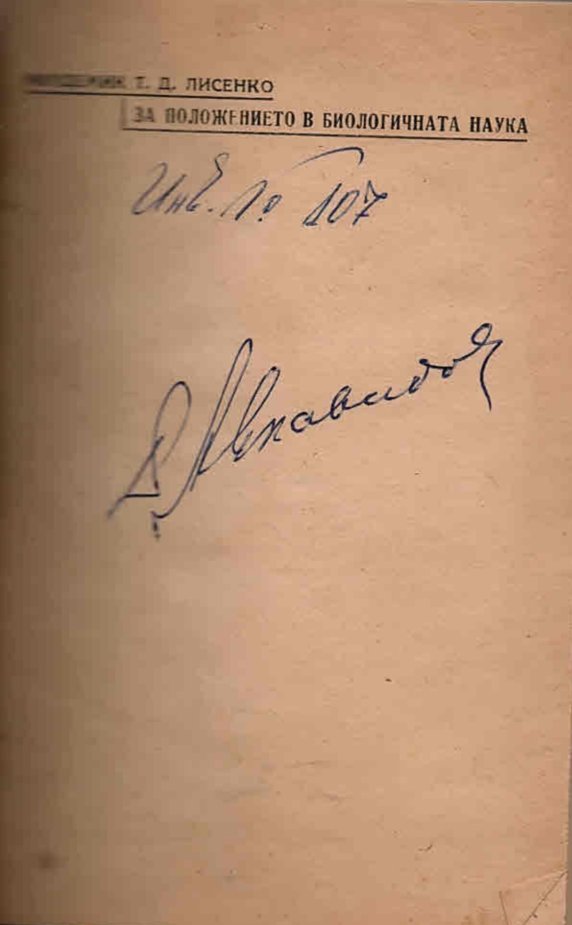 Т. Д. ЛИСЕНКО
ЗА ПОЛОЖЕНИЕТО В БИОЛОГИЧНАТА НАУКА
Инв. № 107